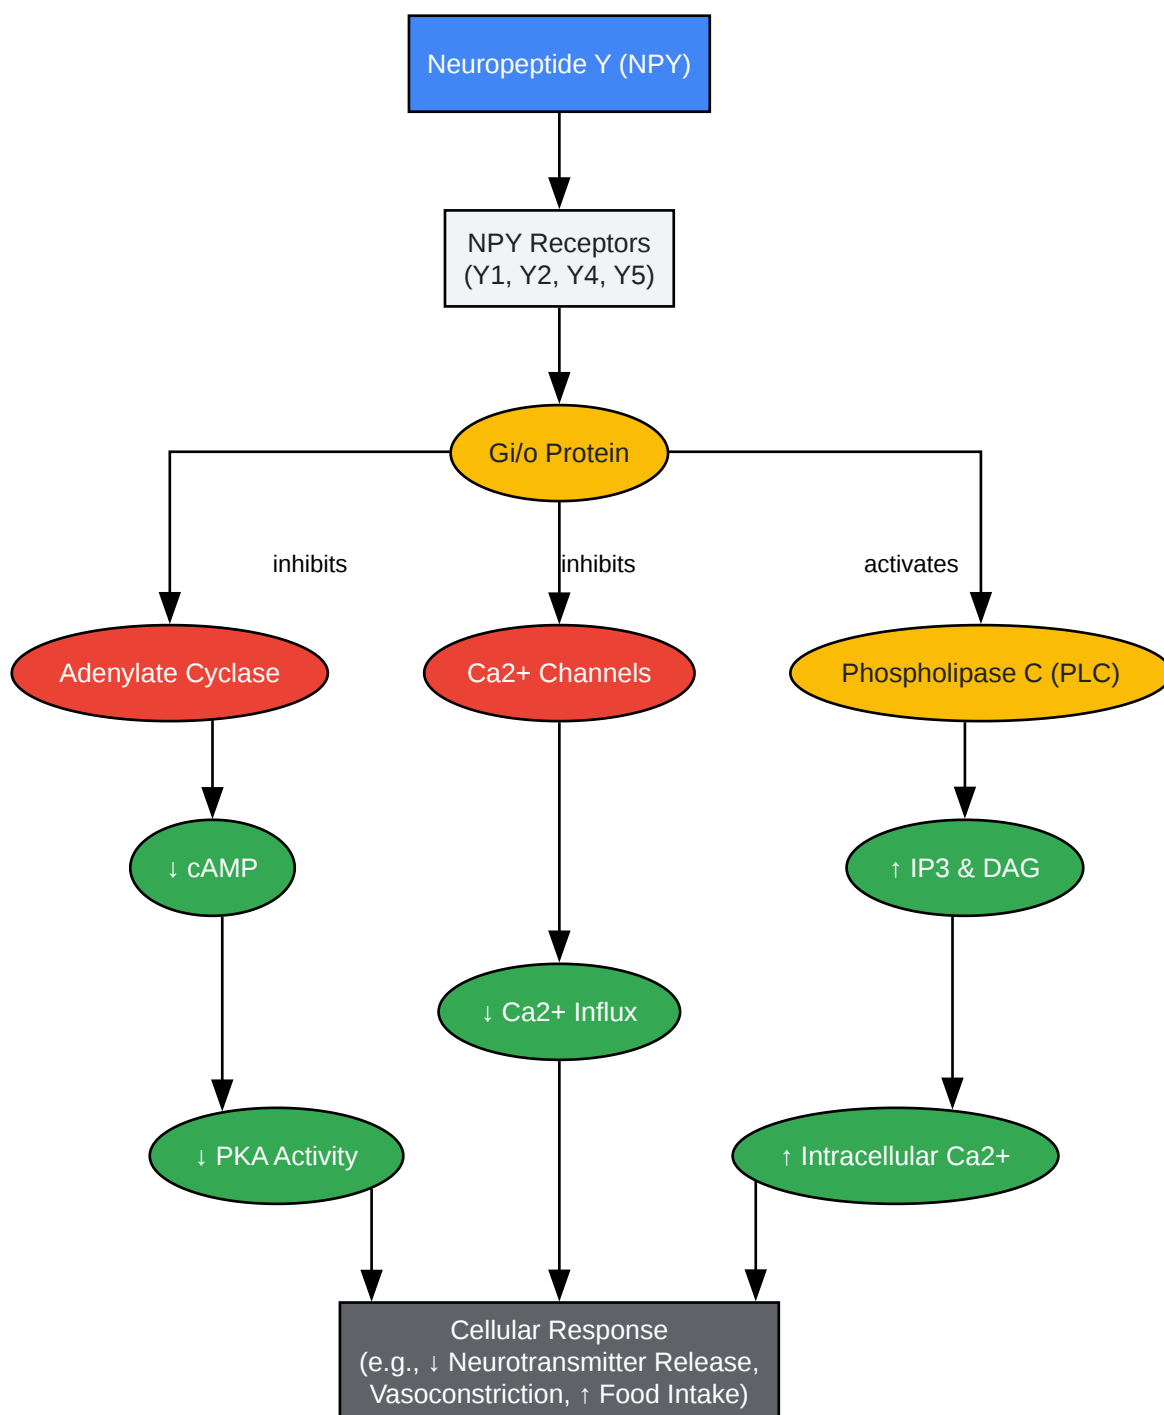 Neuropeptide Y (NPY)
NPY Receptors
(Y1, Y2, Y4, Y5)
Gi/o Protein
inhibits
inhibits
activates
Adenylate Cyclase
Ca2+ Channels
Phospholipase C (PLC)
↓ cAMP
↑ IP3 & DAG
↓ Ca2+ Influx
↓ PKA Activity
↑ Intracellular Ca2+
Cellular Response
(e.g., ↓ Neurotransmitter Release,
Vasoconstriction, ↑ Food Intake)